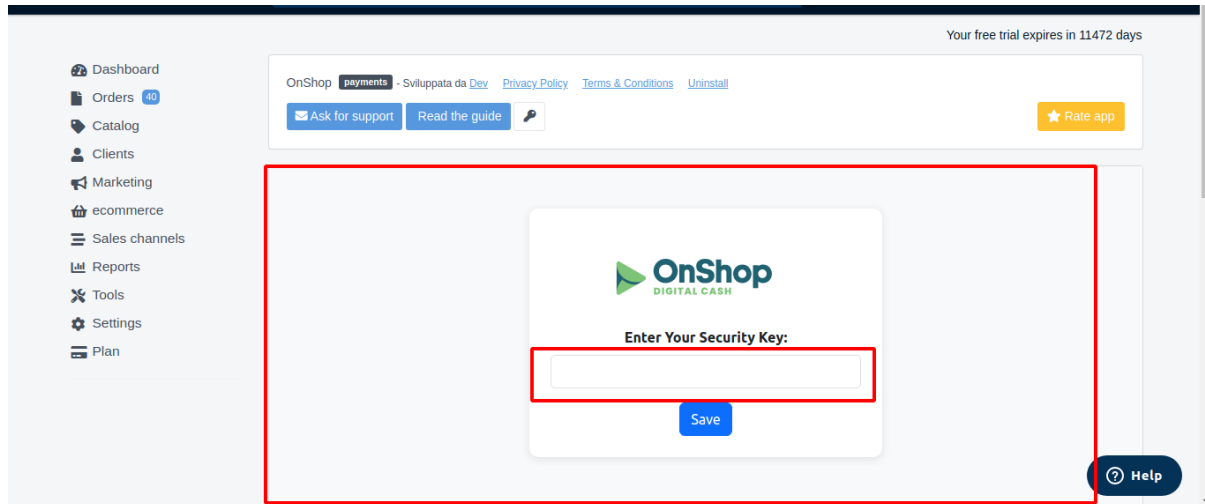 Your free trial expires in 11472 days
Dashboard
Orders 40
Catalog
Clients
Marketing
ecommerce
Sales channels
Reports
Tools
Settings
Plan
OnShop payments - Sviluppata da Dev Privacy Policy Terms & Conditions Uninstall
Ask for support Read the guide Rate app
OnShop
DIGITAL CASH
Enter Your Security Key:
Save
Help